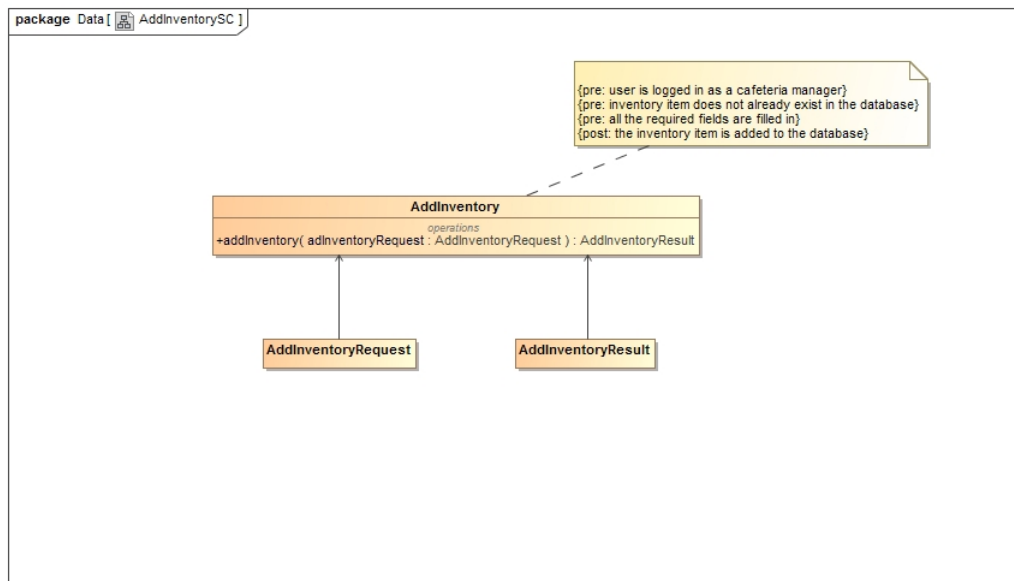 package Data [ AddInventorySC ]
{pre: user is logged in as a cafeteria manager}
{pre: inventory item does not already exist in the database}
{pre: all the required fields are filled in}
{post: the inventory item is added to the database}
AddInventory
operations
+addInventory( adInventoryRequest : AddInventoryRequest ) : AddInventoryResult
AddInventoryRequest
AddInventoryResult